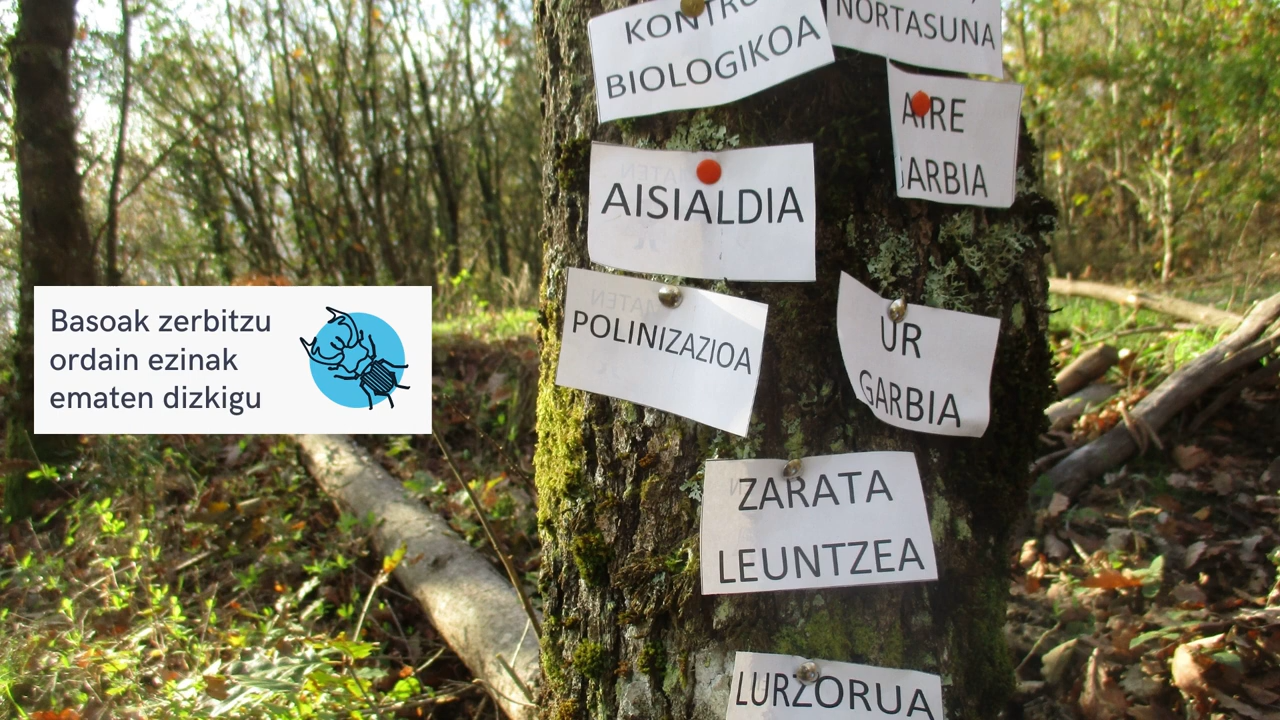 Basoak zerbitzu
ordain ezinak
ematen dizkigu
BIOLOGIKOA
NORTASUNA
AIRE
GARBIA
AISIALDIA
POLINIZAZIOA
UR
GARBIA
ZARATA
LEUNTZEA
LURZORUA